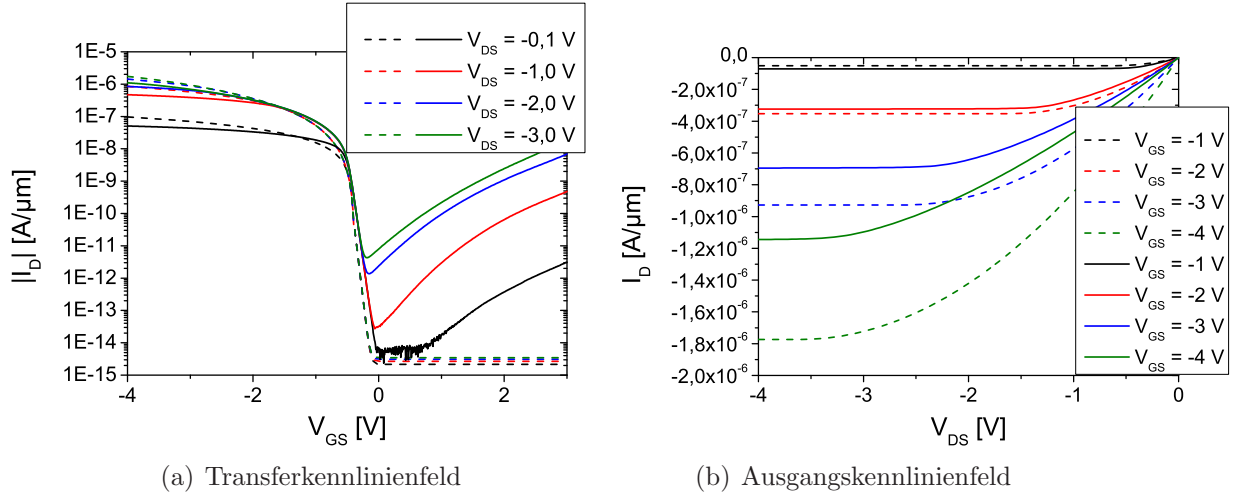 1E-5
1E-6
1E-7
1E-8
1E-9
1E-10
1E-11
1E-12
1E-13
1E-14
1E-15
|I_D| [A/µm]
-4 -2 0 2
V_GS [V]
V_DS = -0,1 V
V_DS = -1,0 V
V_DS = -2,0 V
V_DS = -3,0 V
(a) Transferkennlinienfeld
0,0
-2,0x10⁻⁷
-4,0x10⁻⁷
-6,0x10⁻⁷
-8,0x10⁻⁷
-1,0x10⁻⁶
-1,2x10⁻⁶
-1,4x10⁻⁶
-1,6x10⁻⁶
-1,8x10⁻⁶
-2,0x10⁻⁶
I_D [A/µm]
-4 -3 -2 -1 0
V_DS [V]
V_GS = -1 V
V_GS = -2 V
V_GS = -3 V
V_GS = -4 V
V_GS = -1 V
V_GS = -2 V
V_GS = -3 V
V_GS = -4 V
(b) Ausgangskennlinienfeld